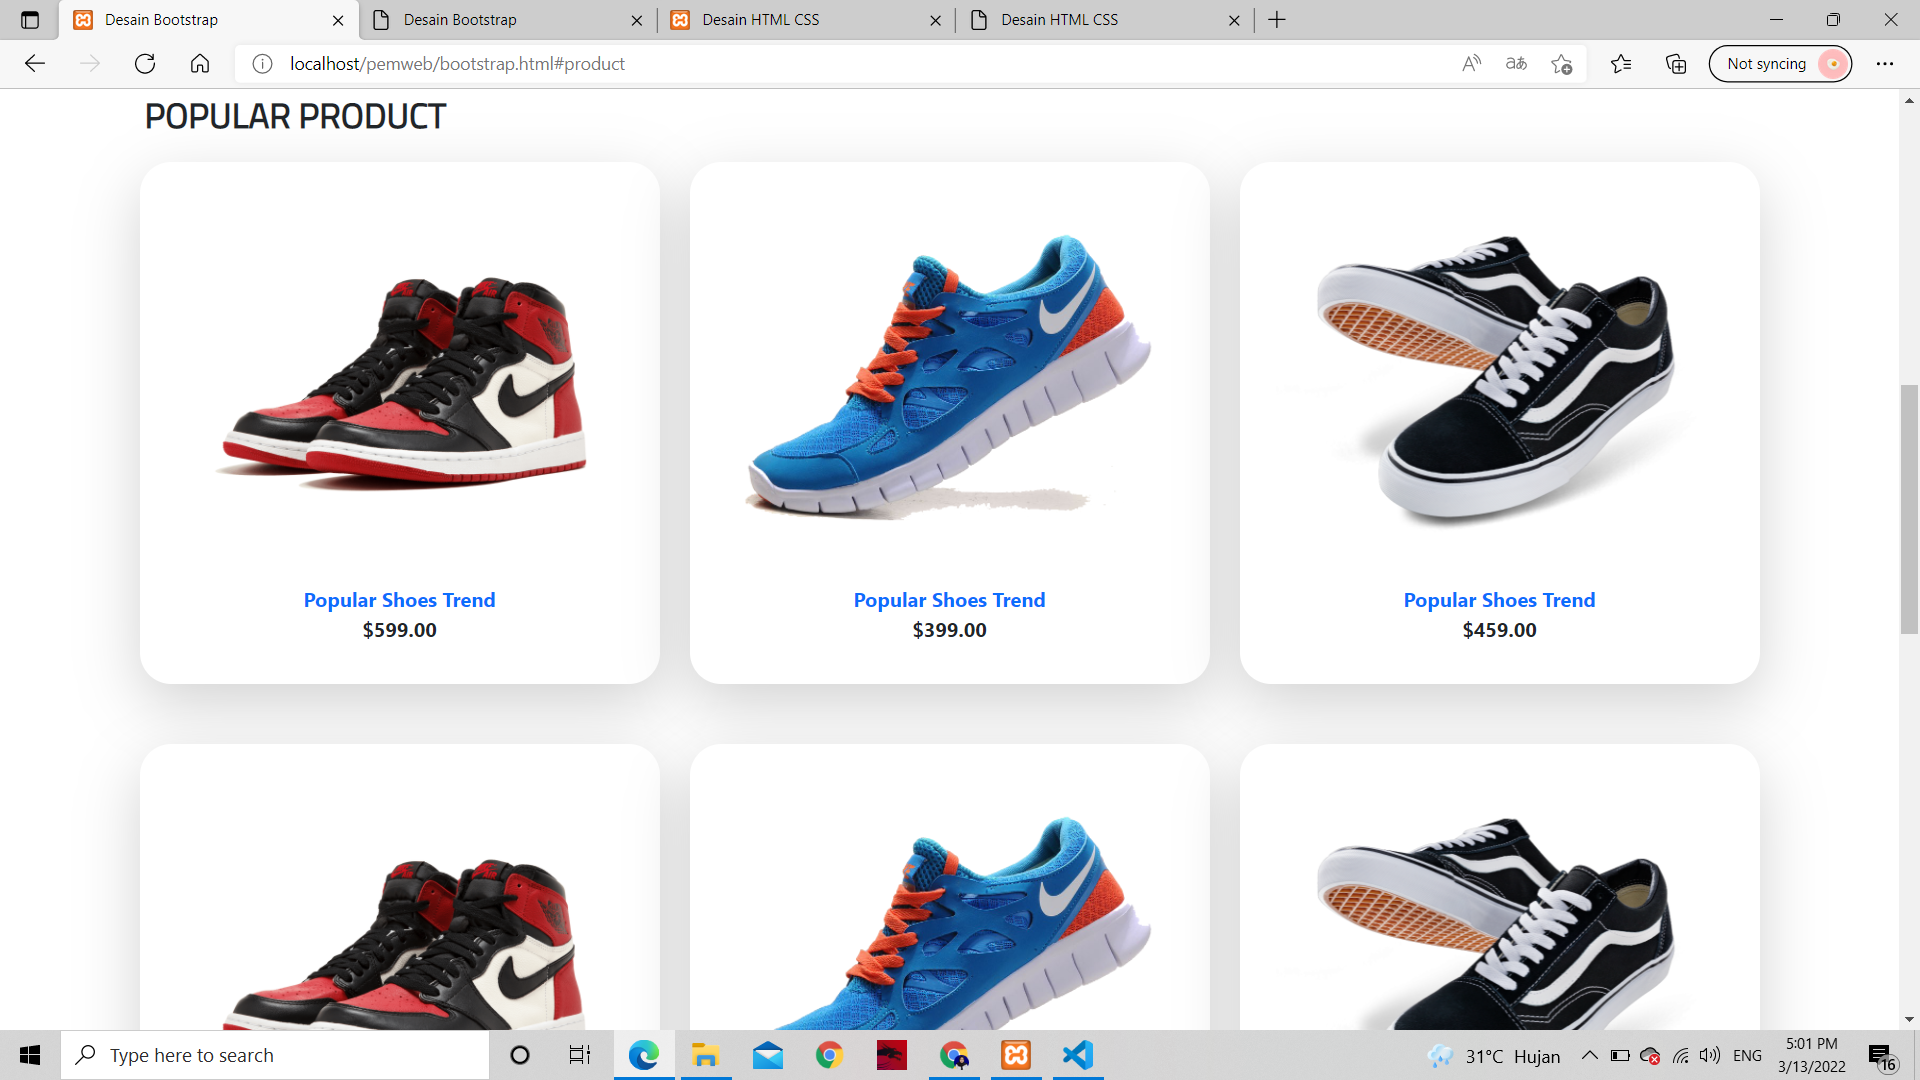 Desain Bootstrap
Desain Bootstrap
Desain HTML CSS
Desain HTML CSS
localhost/pemweb/bootstrap.html#product
aあ
Not syncing
POPULAR PRODUCT
Popular Shoes Trend
$599.00
Popular Shoes Trend
$399.00
Popular Shoes Trend
$459.00
Type here to search
31°C Hujan
ENG
5:01 PM
3/13/2022
16